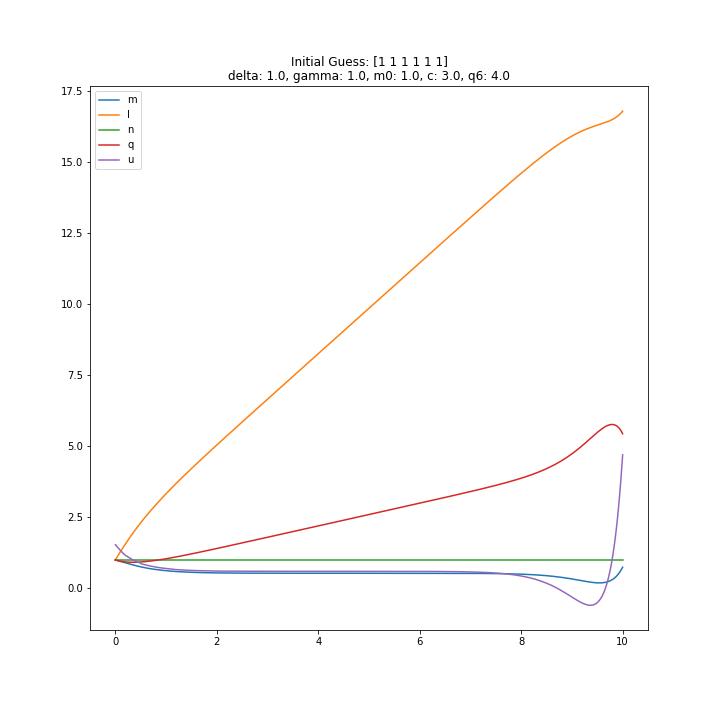 Initial Guess: [1 1 1 1 1 1]
delta: 1.0, gamma: 1.0, m0: 1.0, c: 3.0, q6: 4.0
17.5
15.0
12.5
10.0
7.5
5.0
2.5
0.0
m
l
n
q
u
0 2 4 6 8 10